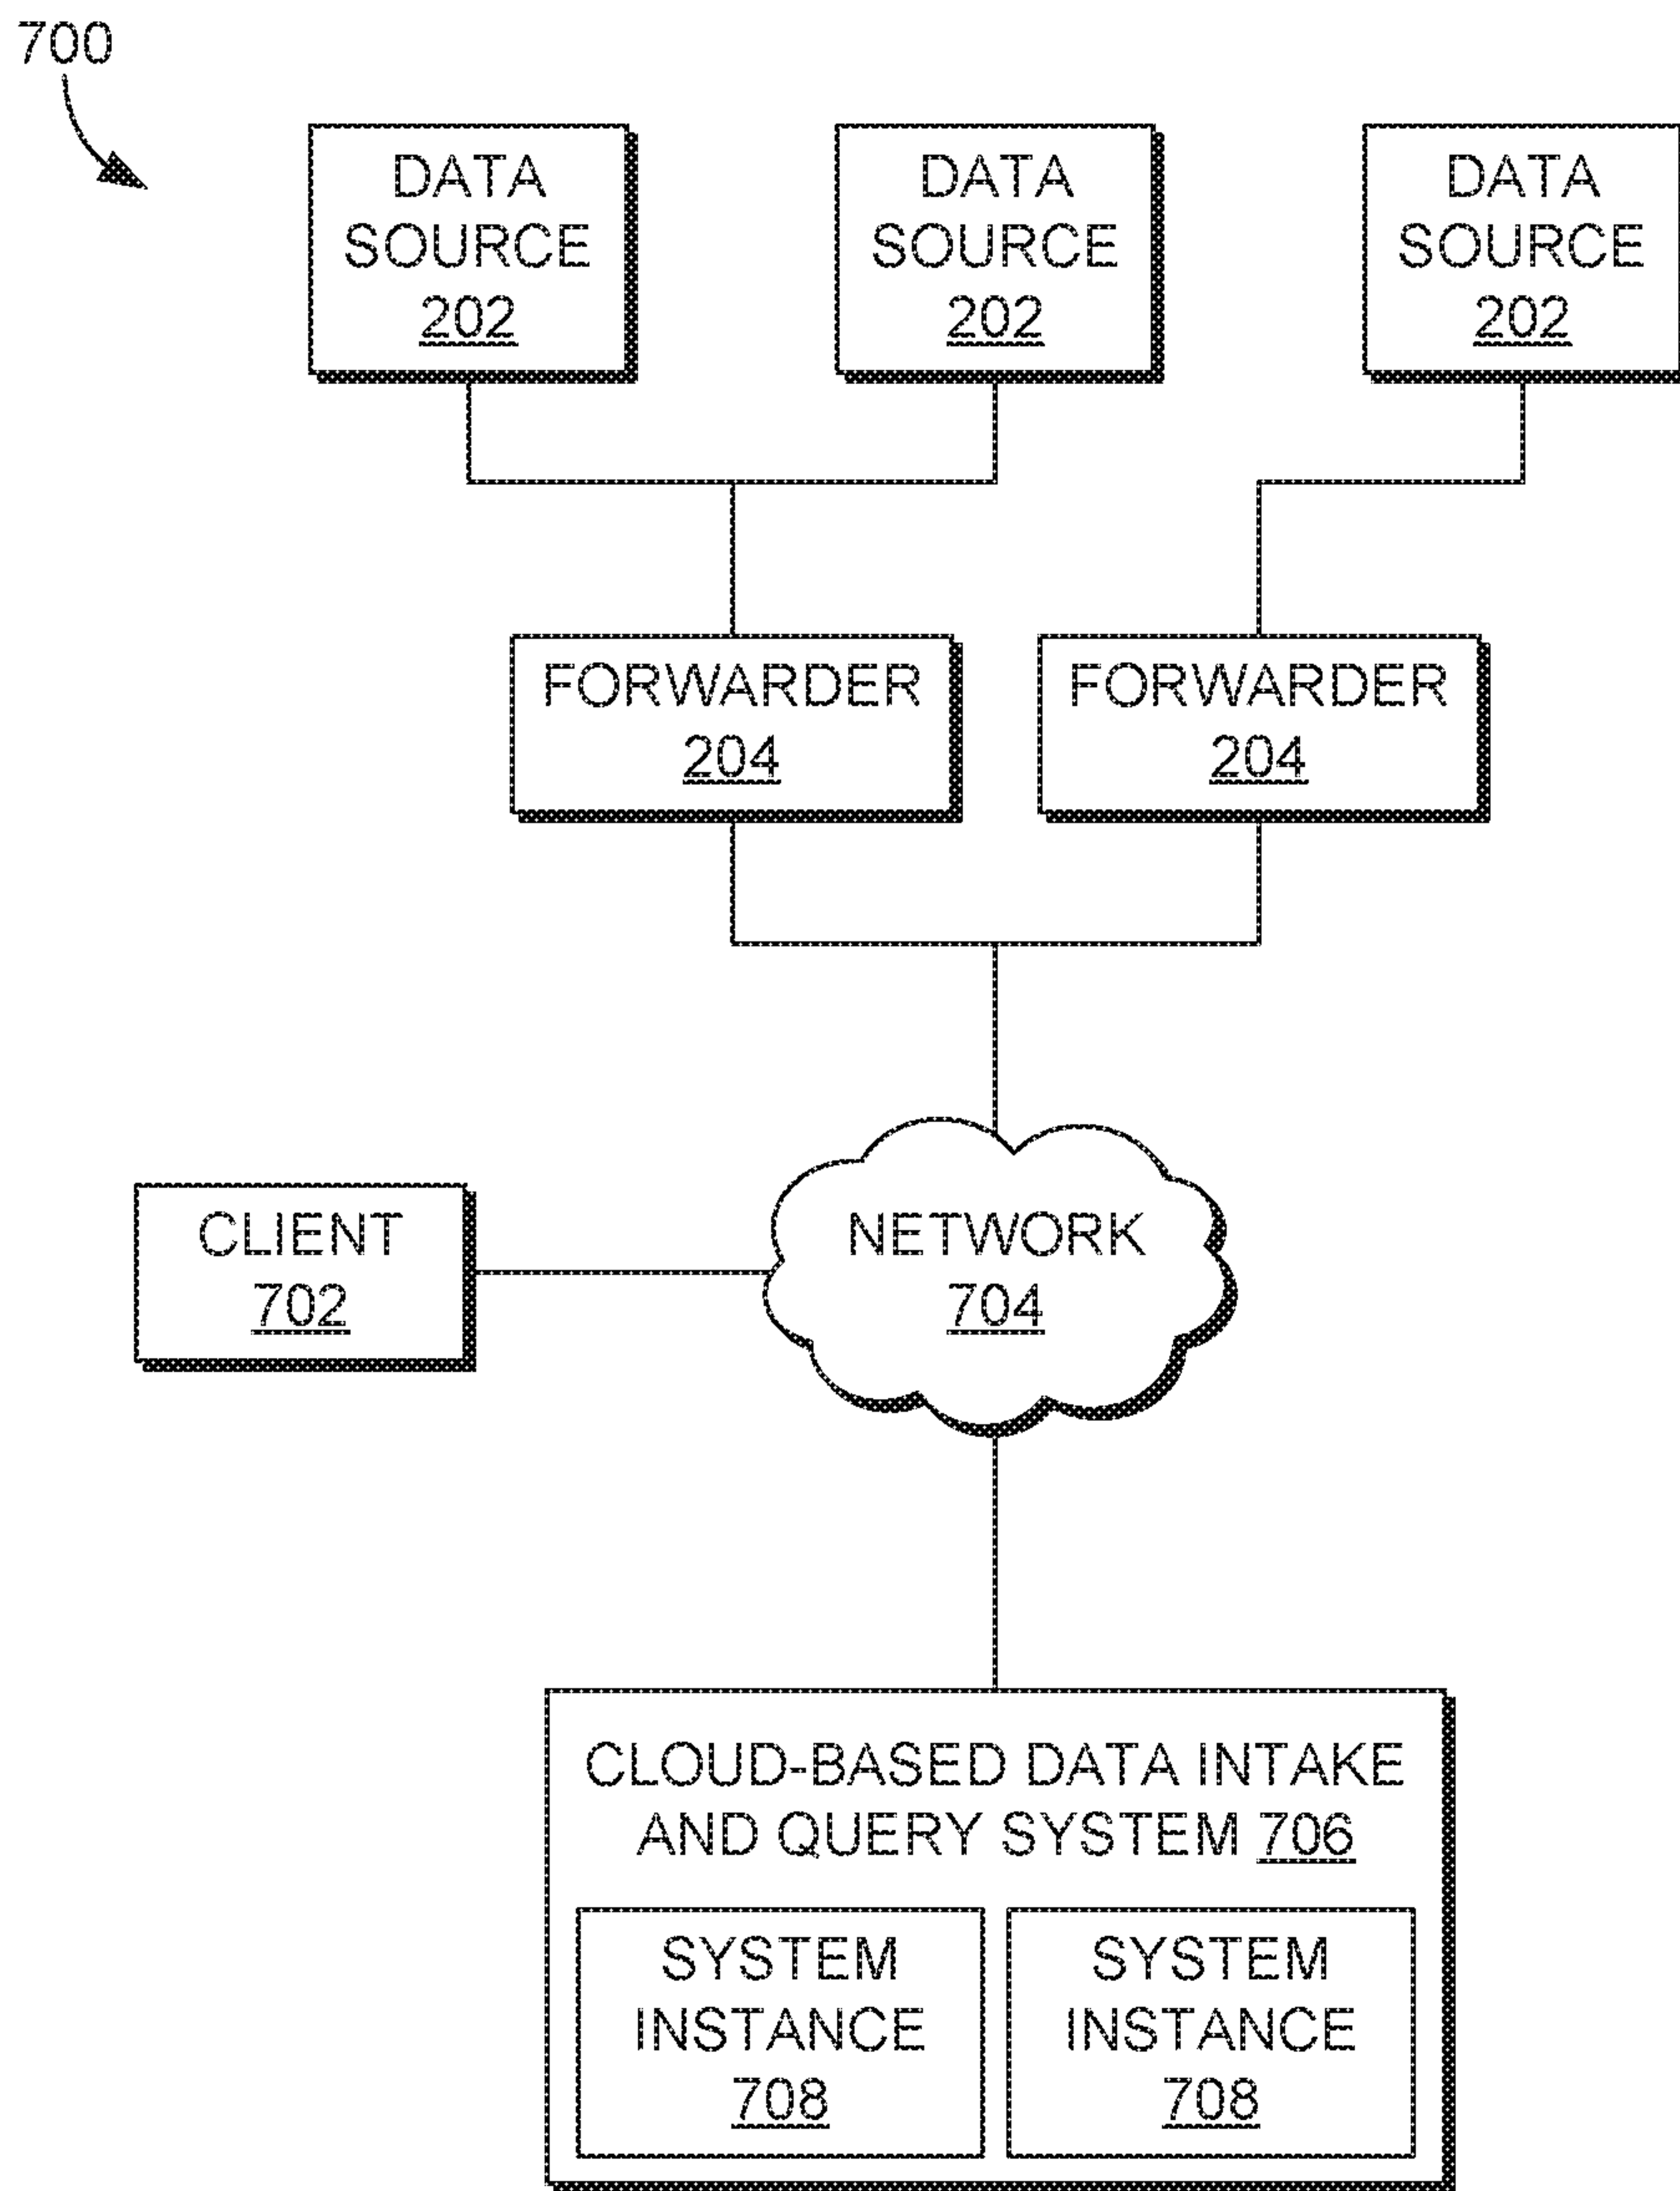 700
DATA
SOURCE
202
DATA
SOURCE
202
DATA
SOURCE
202
FORWARDER
204
FORWARDER
204
CLIENT
702
NETWORK
704
CLOUD-BASED DATA INTAKE
AND QUERY SYSTEM 706
SYSTEM
INSTANCE
708
SYSTEM
INSTANCE
708